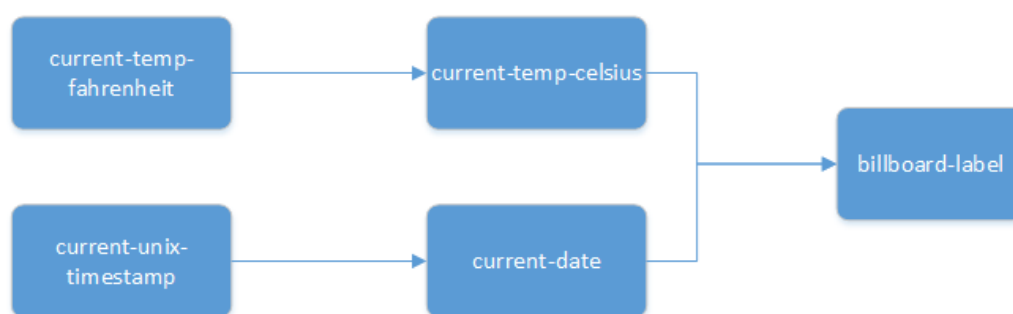 current-temp-
fahrenheit
current-temp-celsius
billboard-label
current-unix-
timestamp
current-date